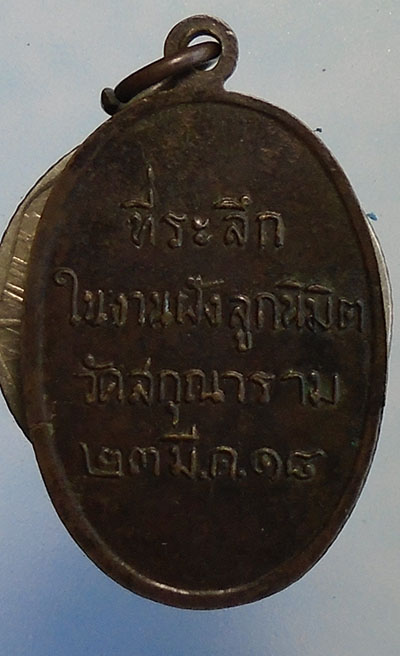 ที่ระลึก
ในงานฝังลูกนิมิต
วัดสกุณาราม
๒๓ มี.ค.๑๘